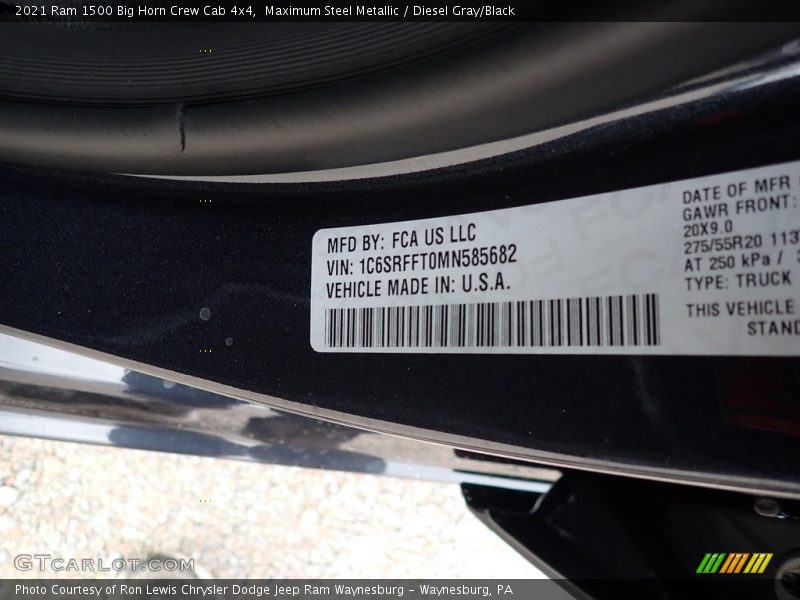 2021 Ram 1500 Big Horn Crew Cab 4x4,  Maximum Steel Metallic / Diesel Gray/Black
MFD BY: FCA US LLC
VIN: 1C6SRFFT0MN585682
VEHICLE MADE IN: U.S.A.
DATE OF MFR
GAWR FRONT:
20X9.0
275/55R20
AT 250 kPa /
TYPE: TRUCK
THIS VEHICLE
STAND
GTCARLOT.COM
Photo Courtesy of Ron Lewis Chrysler Dodge Jeep Ram Waynesburg - Waynesburg, PA